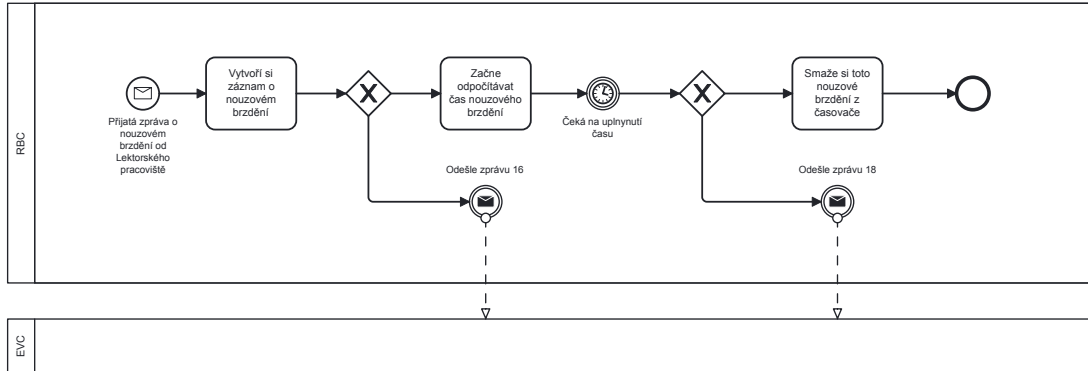 RBC
Přijatá zpráva o
nouzovém
brzdění od
Lektorského
pracoviště
Vytvoří si
záznam o
nouzovém
brzdění
Začne
odpočítávat
čas nouzového
brzdění
Čeká na uplnynutí
času
Smaže si toto
nouzové
brzdění z
časovače
Odešle zprávu 16
Odešle zprávu 18
EVC